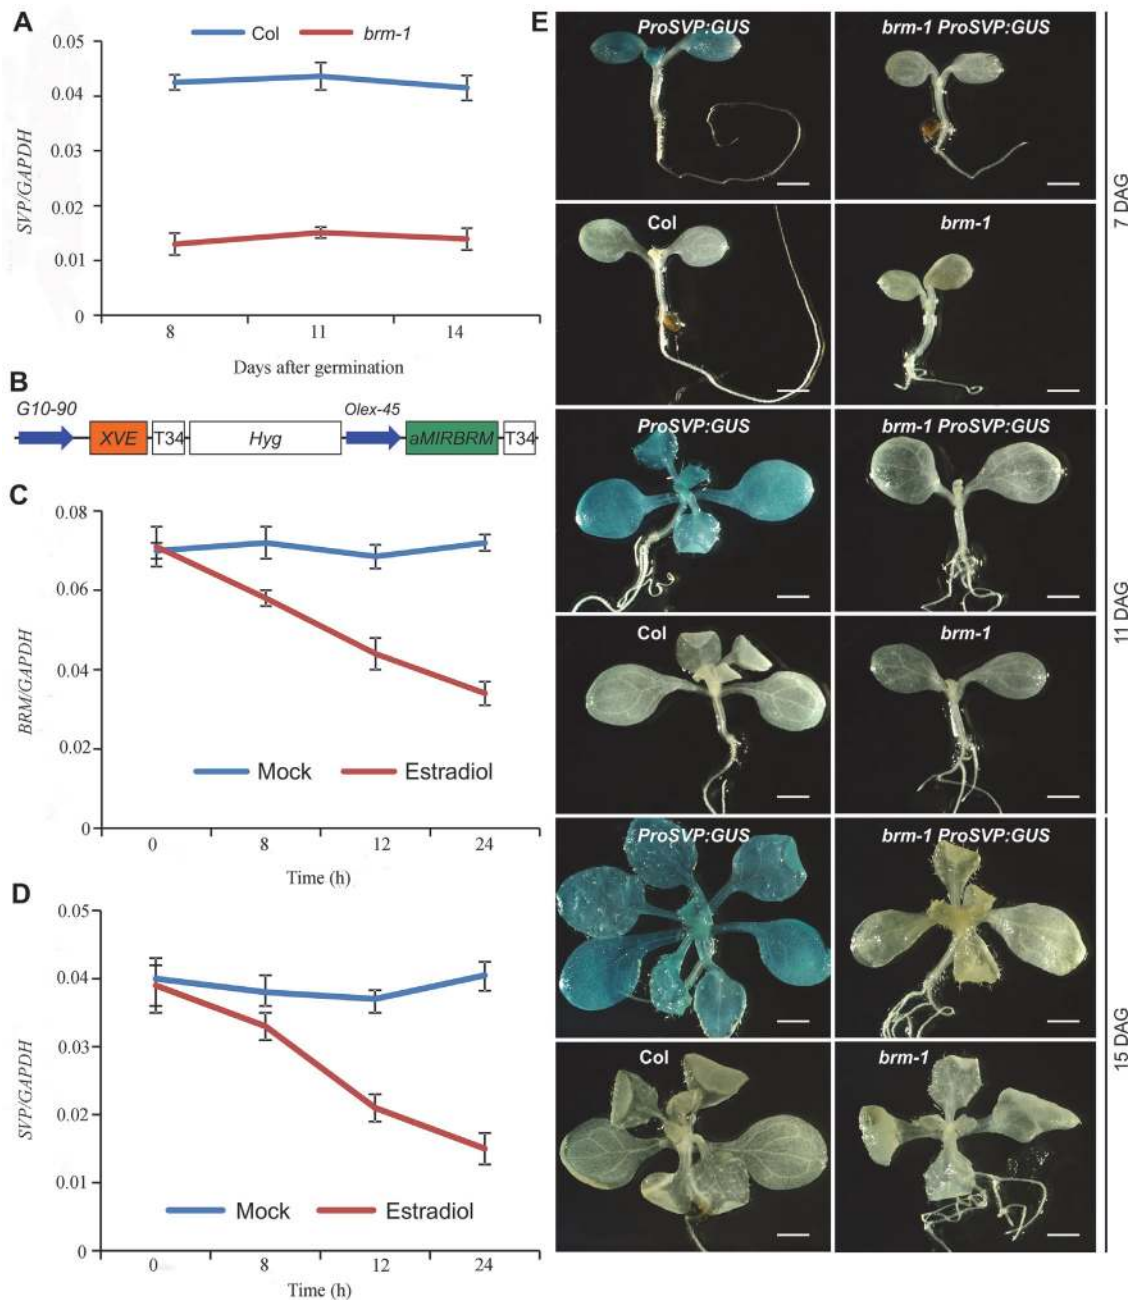 A
Col brm-1
0.05
0.04
0.03
0.02
0.01
0
SVP/GAPDH
8 11 14
Days after germination
B
G10-90 Olex-45
XVE T34 Hyg aMIRBRM T34
C
0.08
0.06
0.04
0.02
0
BRM/GAPDH
Mock Estradiol
0 8 12 24
Time (h)
D
0.05
0.04
0.03
0.02
0.01
0
SVP/GAPDH
Mock Estradiol
0 8 12 24
Time (h)
E
ProSVP:GUS brm-1 ProSVP:GUS
Col brm-1
7 DAG
ProSVP:GUS brm-1 ProSVP:GUS
Col brm-1
11 DAG
ProSVP:GUS brm-1 ProSVP:GUS
Col brm-1
15 DAG